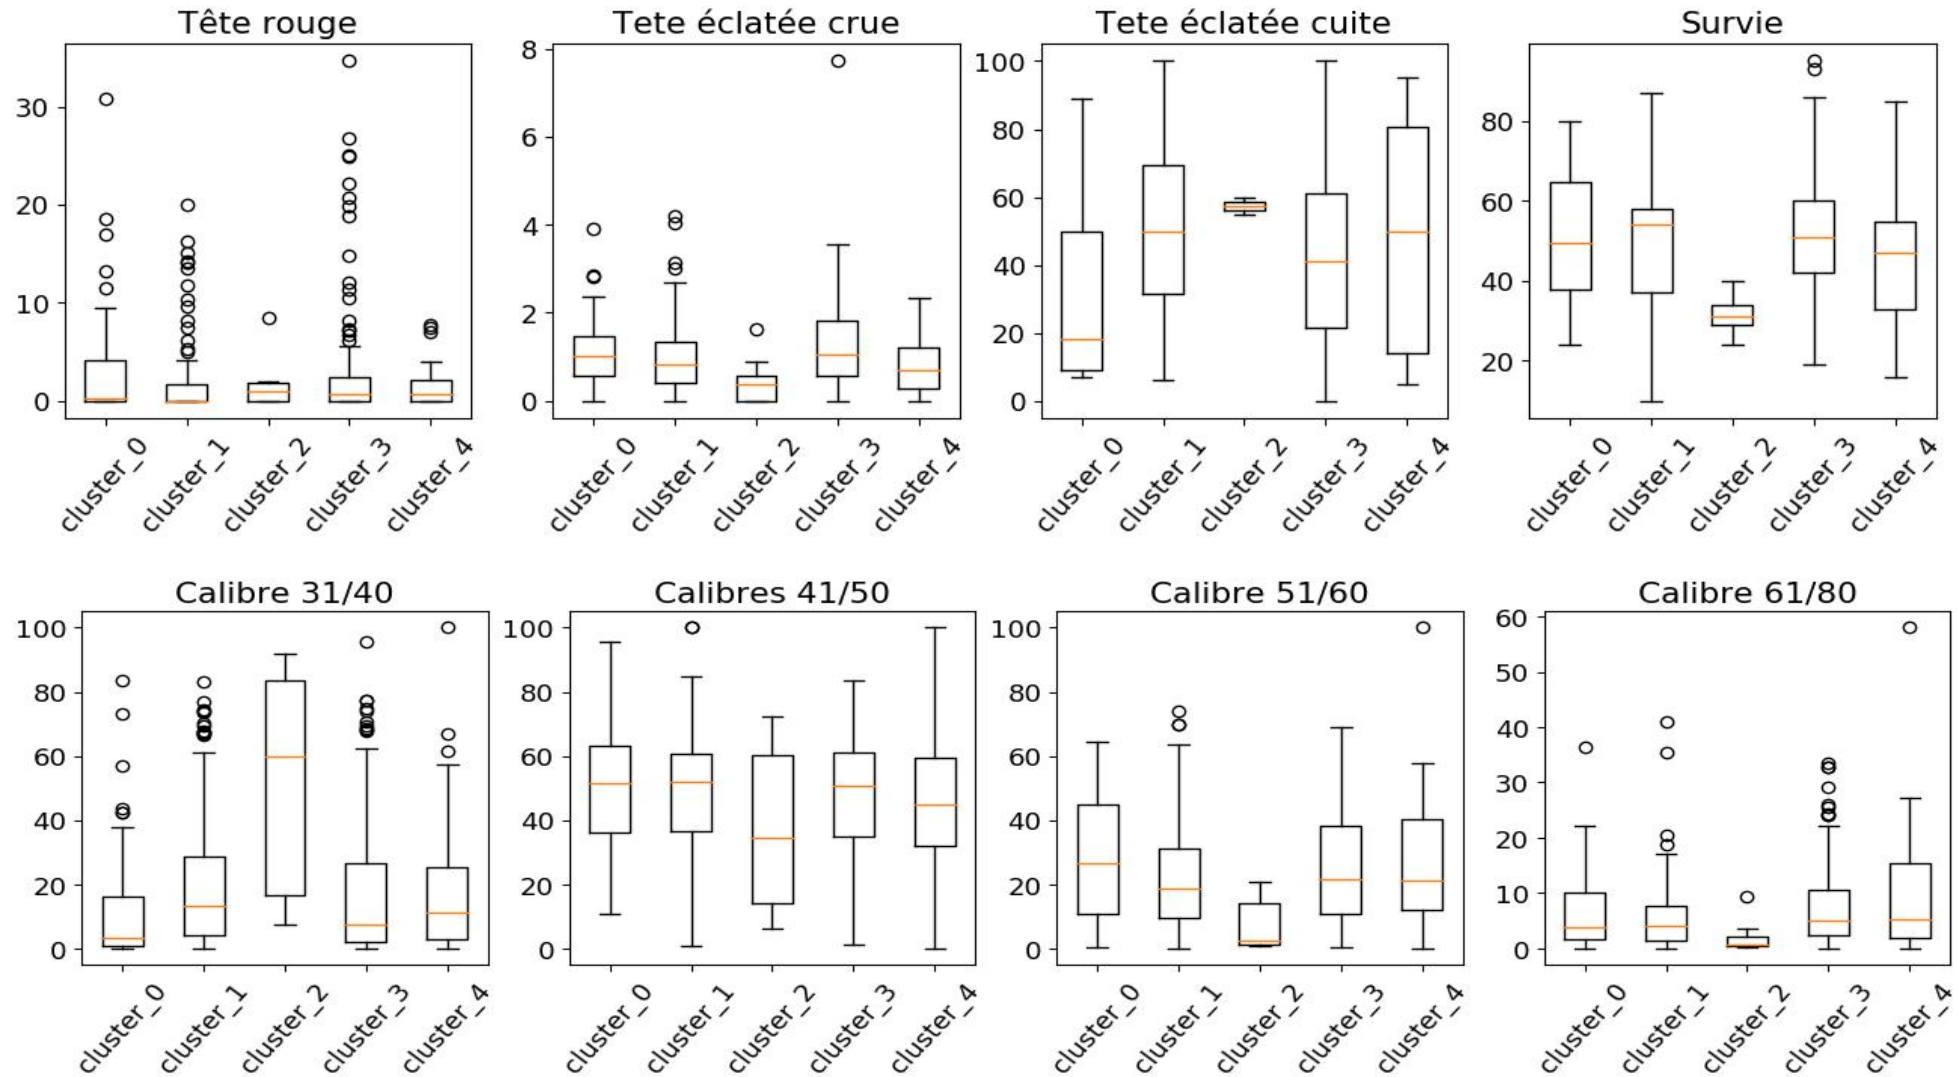 Tête rouge
30
20
10
0
cluster_0
cluster_1
cluster_2
cluster_3
cluster_4
Tete éclatée crue
8
6
4
2
0
cluster_0
cluster_1
cluster_2
cluster_3
cluster_4
Tete éclatée cuite
100
80
60
40
20
0
cluster_0
cluster_1
cluster_2
cluster_3
cluster_4
Survie
80
60
40
20
cluster_0
cluster_1
cluster_2
cluster_3
cluster_4
Calibre 31/40
100
80
60
40
20
0
cluster_0
cluster_1
cluster_2
cluster_3
cluster_4
Calibres 41/50
100
80
60
40
20
0
cluster_0
cluster_1
cluster_2
cluster_3
cluster_4
Calibre 51/60
100
80
60
40
20
0
cluster_0
cluster_1
cluster_2
cluster_3
cluster_4
Calibre 61/80
60
50
40
30
20
10
0
cluster_0
cluster_1
cluster_2
cluster_3
cluster_4